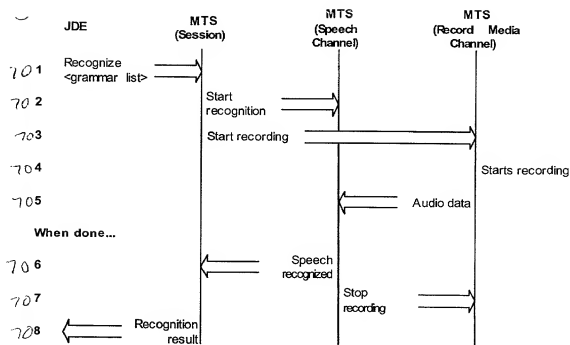 JDE
MTS
(Session)
MTS
(Speech
Channel)
MTS
(Record Media
Channel)
701 Recognize
<grammar list>
702 Start
recognition
703 Start recording
704 Starts recording
705 Audio data
When done...
706 Speech
recognized
707 Stop
recording
708 Recognition
result